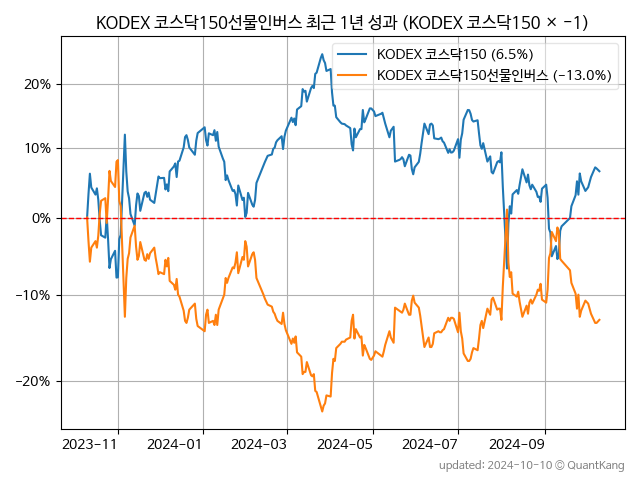 KODEX 코스닥150선물인버스 최근 1년 성과 (KODEX 코스닥150 × −1)
KODEX 코스닥150 (6.5%)
KODEX 코스닥150선물인버스 (−13.0%)
20%
10%
0%
−10%
−20%
2023-11 2024-01 2024-03 2024-05 2024-07 2024-09
updated: 2024-10-10 © QuantKang